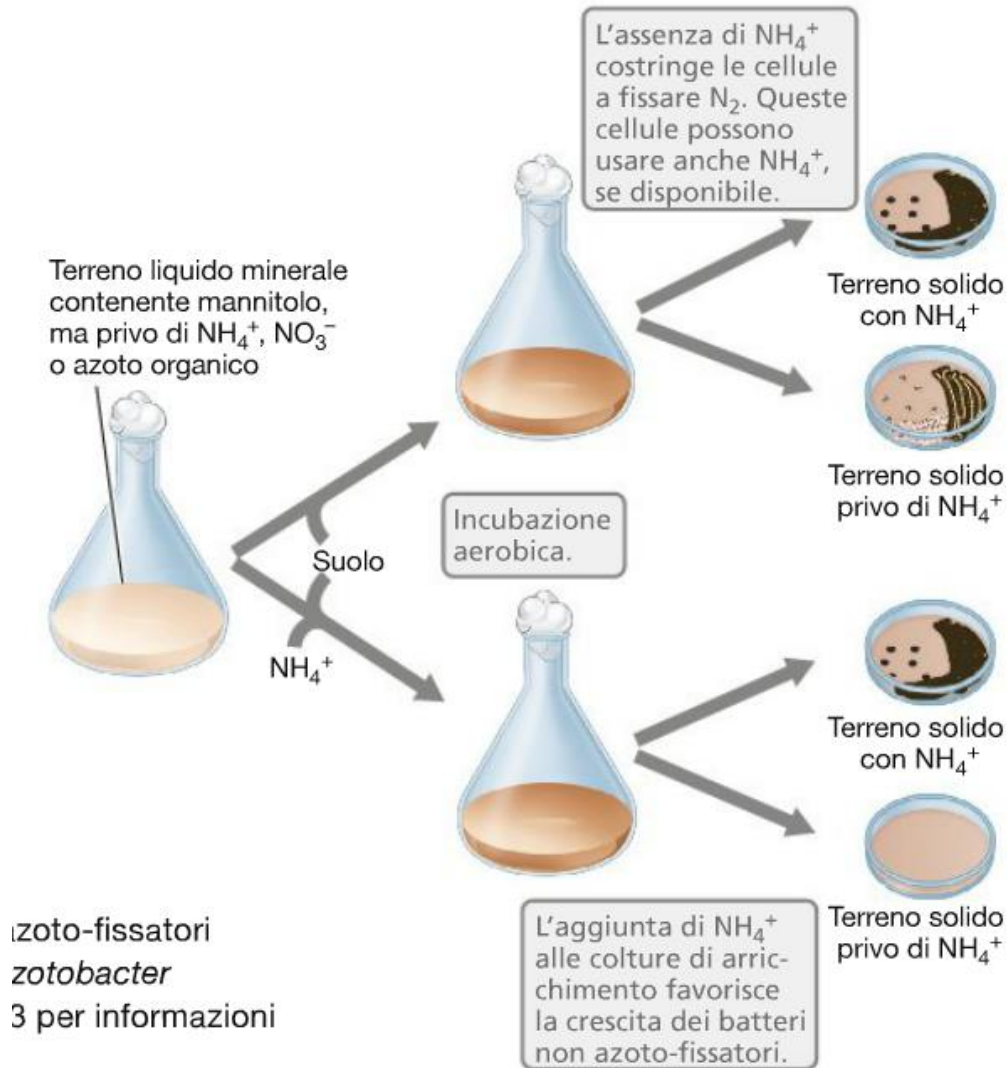 L'assenza di NH₄⁺
costringe le cellule
a fissare N₂. Queste
cellule possono
usare anche NH₄⁺,
se disponibile.
Terreno liquido minerale
contenente mannitolo,
ma privo di NH₄⁺, NO₃⁻
o azoto organico
Terreno solido
con NH₄⁺
Terreno solido
privo di NH₄⁺
Incubazione
aerobica.
Suolo
NH₄⁺
Terreno solido
con NH₄⁺
Terreno solido
privo di NH₄⁺
L'aggiunta di NH₄⁺
alle colture di arric-
chimento favorisce
la crescita dei batteri
non azoto-fissatori.
azoto-fissatori
zotobacter
3 per informazioni